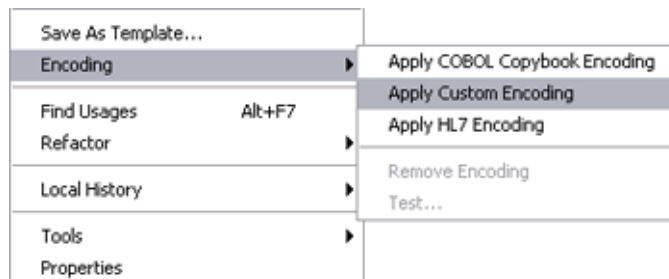 Save As Template...
Encoding
Find Usages Alt+F7
Refactor
Local History
Tools
Properties
Apply COBOL Copybook Encoding
Apply Custom Encoding
Apply HL7 Encoding
Remove Encoding
Test...